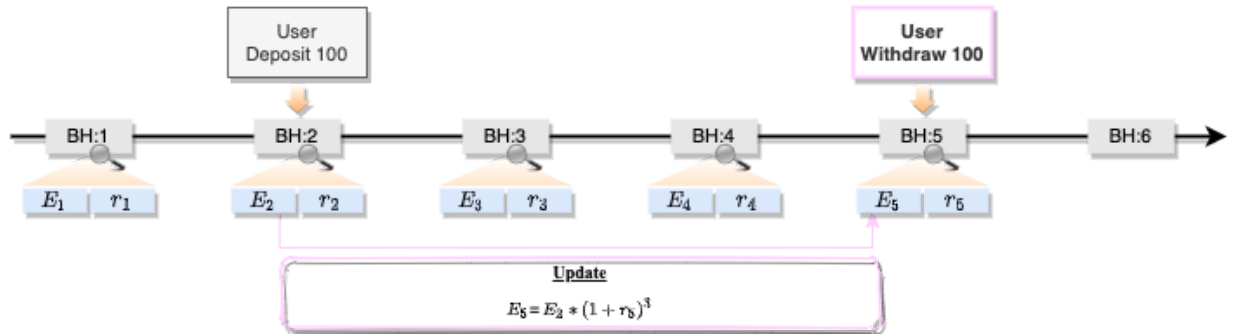 User
Deposit 100
User
Withdraw 100
BH:1 BH:2 BH:3 BH:4 BH:5 BH:6
E₁ r₁ E₂ r₂ E₃ r₃ E₄ r₄ E₅ r₅
Update
E₅ = E₂ * (1 + r₅)³